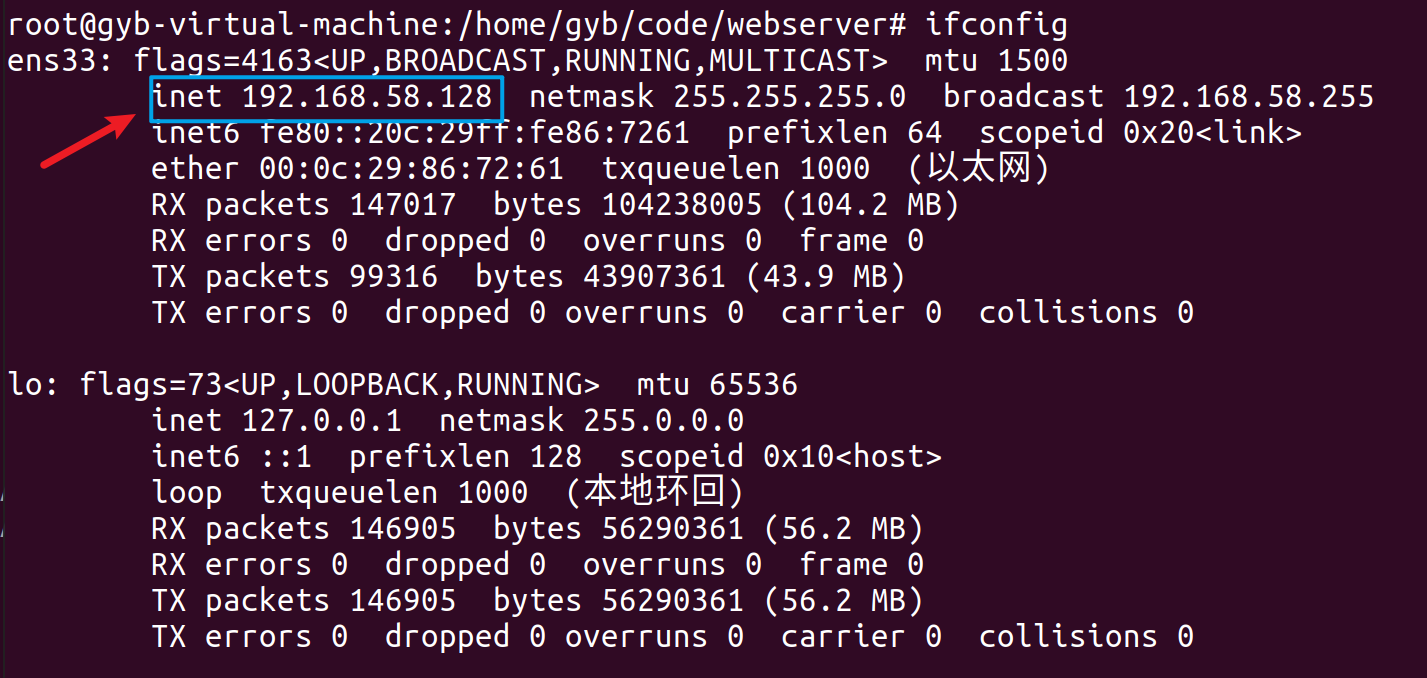 root@gyb-virtual-machine:/home/gyb/code/webserver# ifconfig
ens33: flags=4163<UP,BROADCAST,RUNNING,MULTICAST>  mtu 1500
        inet 192.168.58.128  netmask 255.255.255.0  broadcast 192.168.58.255
        inet6 fe80::20c:29ff:fe86:7261  prefixlen 64  scopeid 0x20<link>
        ether 00:0c:29:86:72:61  txqueuelen 1000  (以太网)
        RX packets 147017  bytes 104238005 (104.2 MB)
        RX errors 0  dropped 0  overruns 0  frame 0
        TX packets 99316  bytes 43907361 (43.9 MB)
        TX errors 0  dropped 0 overruns 0  carrier 0  collisions 0

lo: flags=73<UP,LOOPBACK,RUNNING>  mtu 65536
        inet 127.0.0.1  netmask 255.0.0.0
        inet6 ::1  prefixlen 128  scopeid 0x10<host>
        loop  txqueuelen 1000  (本地环回)
        RX packets 146905  bytes 56290361 (56.2 MB)
        RX errors 0  dropped 0  overruns 0  frame 0
        TX packets 146905  bytes 56290361 (56.2 MB)
        TX errors 0  dropped 0 overruns 0  carrier 0  collisions 0